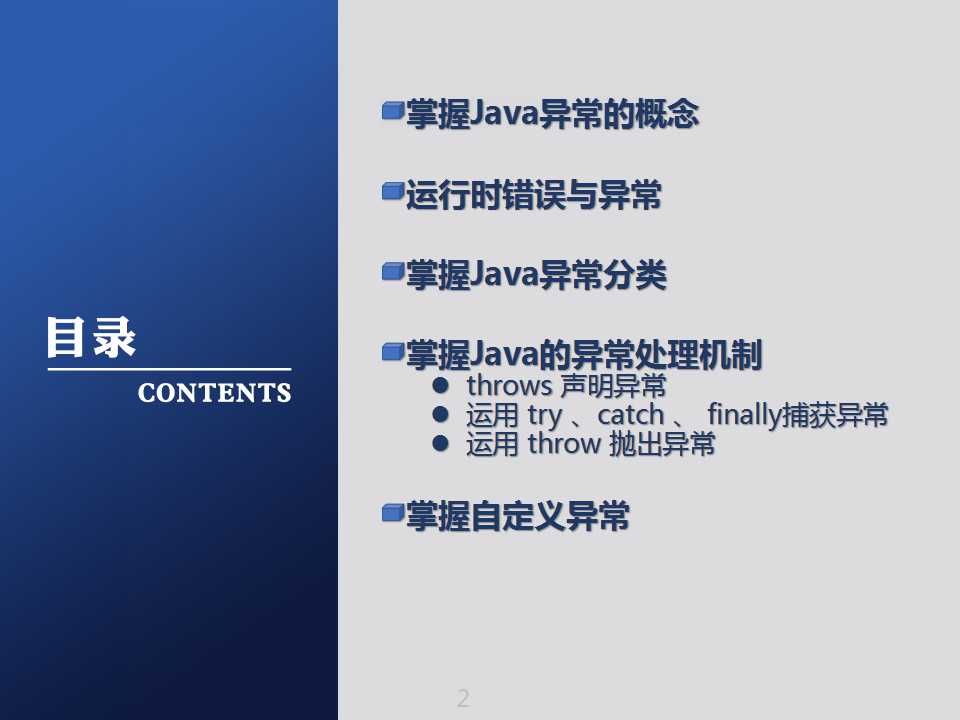 目录
CONTENTS
掌握Java异常的概念
运行时错误与异常
掌握Java异常分类
掌握Java的异常处理机制
throws 声明异常
运用 try 、catch 、 finally捕获异常
运用 throw 抛出异常
掌握自定义异常
2